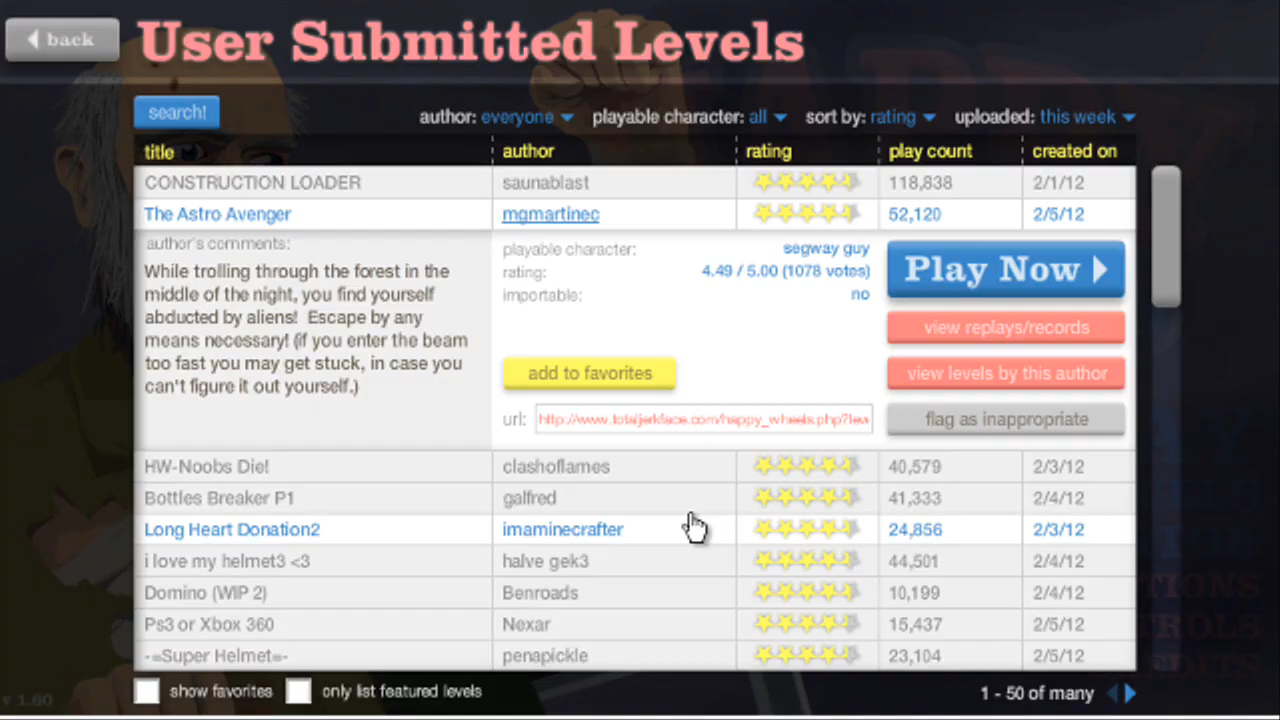 back
User Submitted Levels
search!
author: everyone playable character: all sort by: rating uploaded: this week
title author rating play count created on
CONSTRUCTION LOADER saunablast 118,838 2/1/12
The Astro Avenger mgmartinec 52,120 2/5/12
author's comments:
While trolling through the forest in the
middle of the night, you find yourself
abducted by aliens! Escape by any
means necessary! (if you enter the beam
too fast you may get stuck, in case you
can't figure it out yourself.)
playable character: segway guy
rating: 4.49 / 5.00 (1078 votes)
importable: no
add to favorites
url: http://www.totaljerkface.com/happy_wheels.php?lev
Play Now
view replays/records
view levels by this author
flag as inappropriate
HW-Noobs Die! clashoflames 40,579 2/3/12
Bottles Breaker P1 galfred 41,333 2/4/12
Long Heart Donation2 imaminecrafter 24,856 2/3/12
i love my helmet3 <3 halve gek3 44,501 2/4/12
Domino (WIP 2) Benroads 10,199 2/4/12
Ps3 or Xbox 360 Nexar 15,437 2/5/12
-=Super Helmet=- penapickle 23,104 2/5/12
show favorites only list featured levels 1 - 50 of many
v 1.60